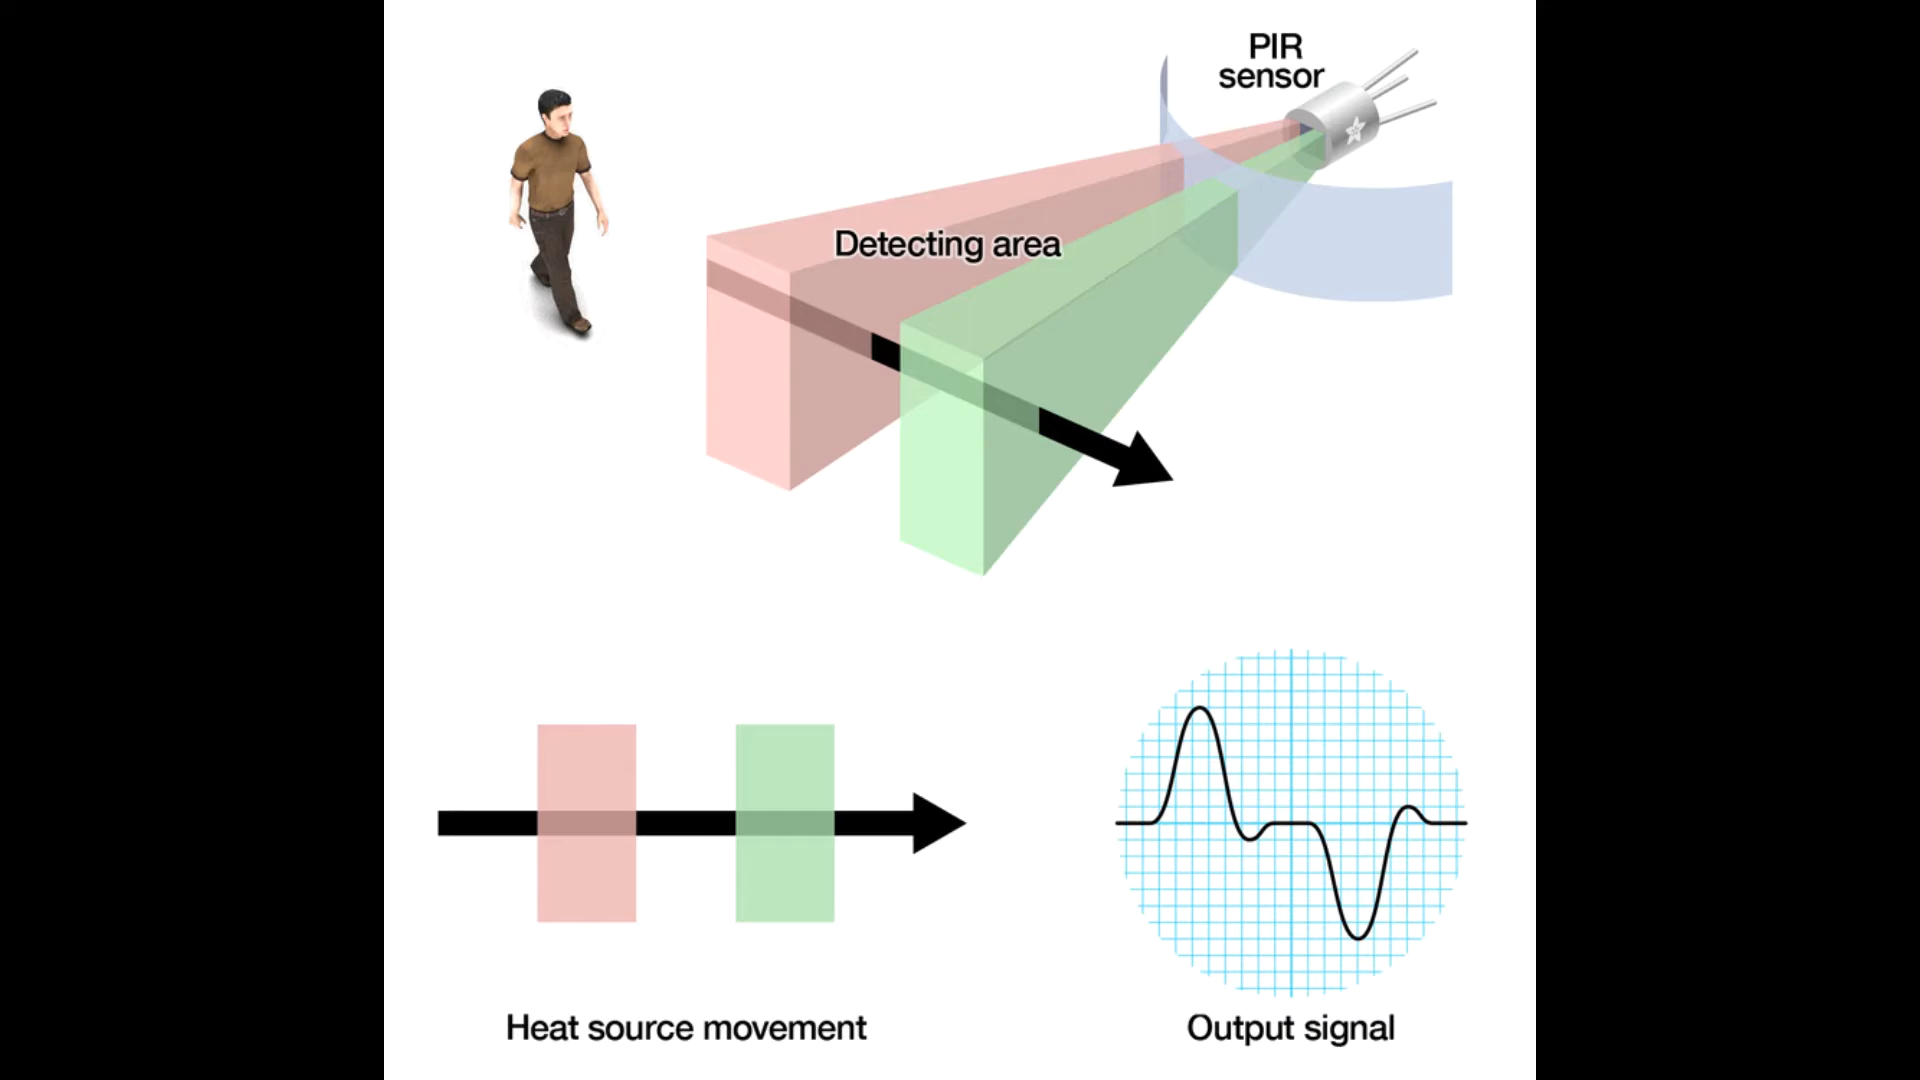 PIR
sensor
Detecting area
Heat source movement
Output signal